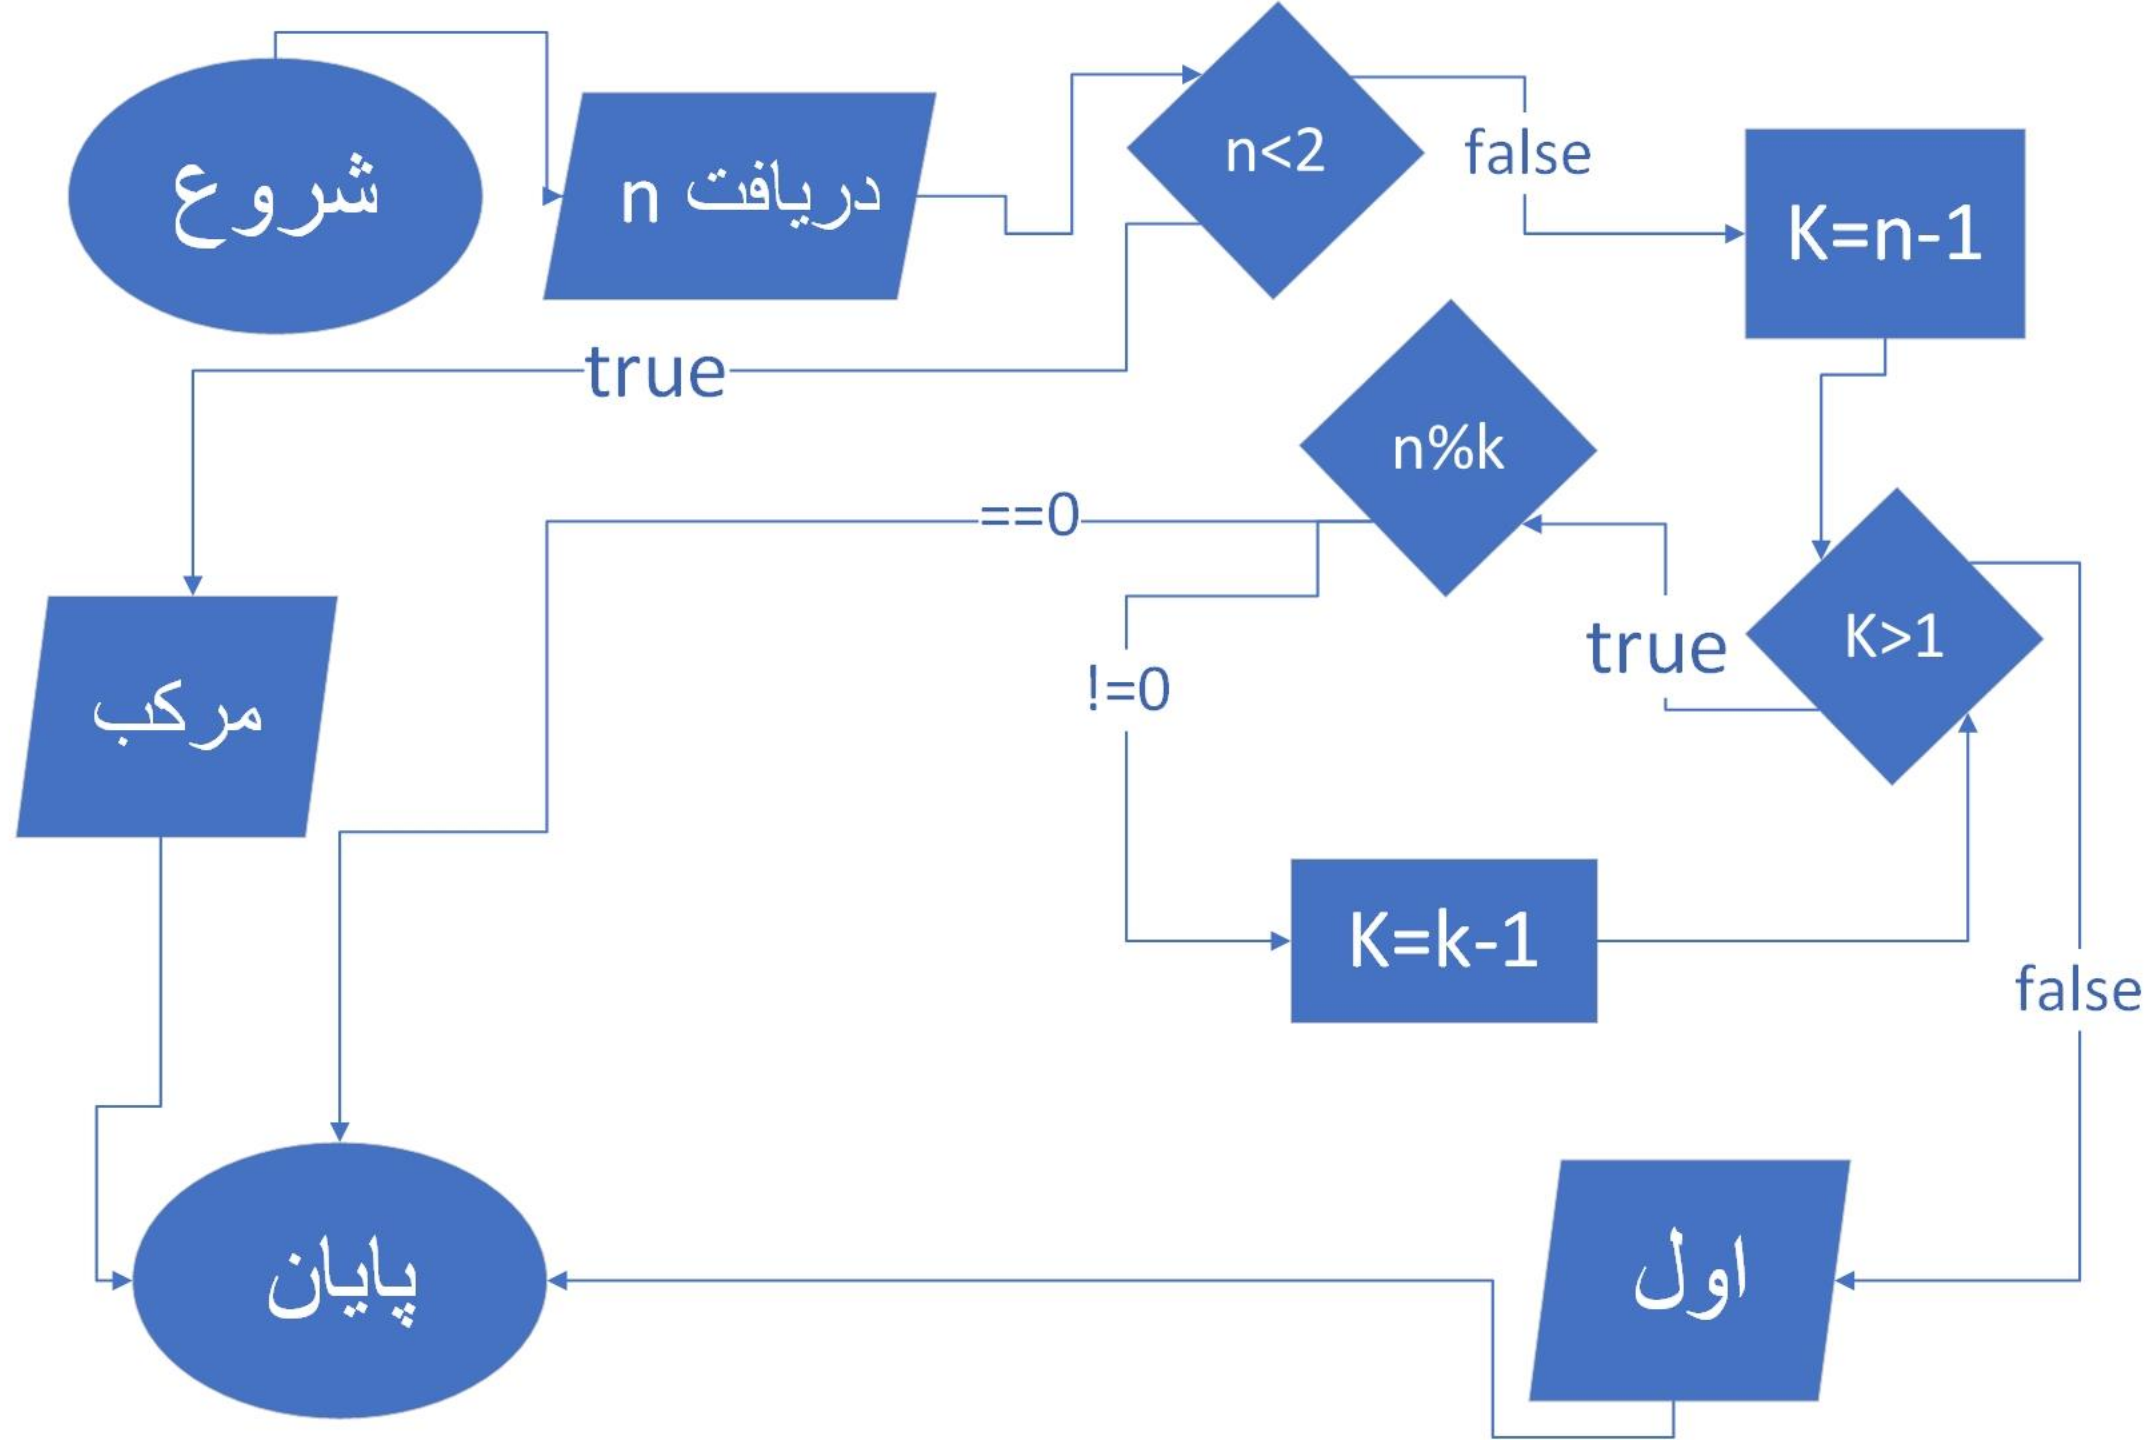 شروع
دریافت n
n<2
false
K=n-1
true
n%k
==0
K>1
true
!=0
مرکب
K=k-1
false
اول
پایان